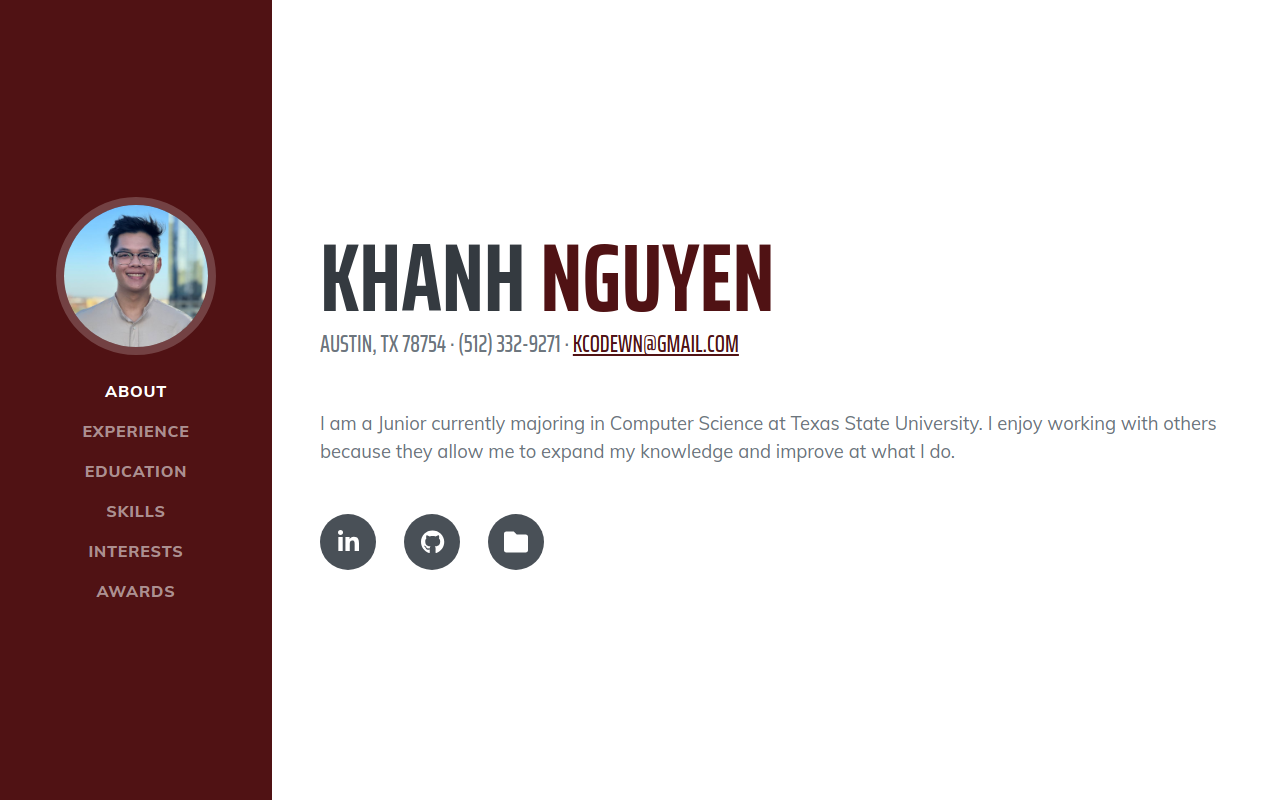 ABOUT
EXPERIENCE
EDUCATION
SKILLS
INTERESTS
AWARDS
KHANH NGUYEN
AUSTIN, TX 78754 · (512) 332-9271 · KCODEWN@GMAIL.COM
I am a Junior currently majoring in Computer Science at Texas State University. I enjoy working with others
because they allow me to expand my knowledge and improve at what I do.
in